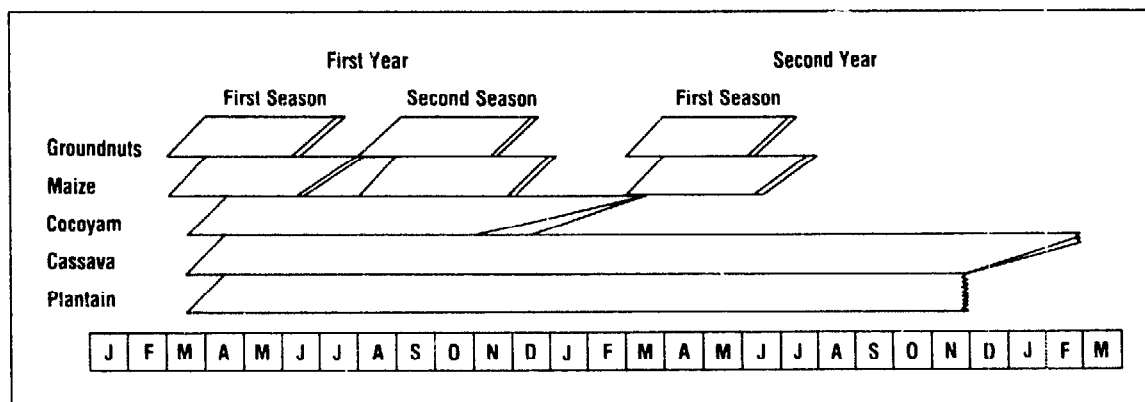 First Year Second Year
First Season Second Season First Season
Groundnuts
Maize
Cocoyam
Cassava
Plantain
J F M A M J J A S O N D J F M A M J J A S O N D J F M